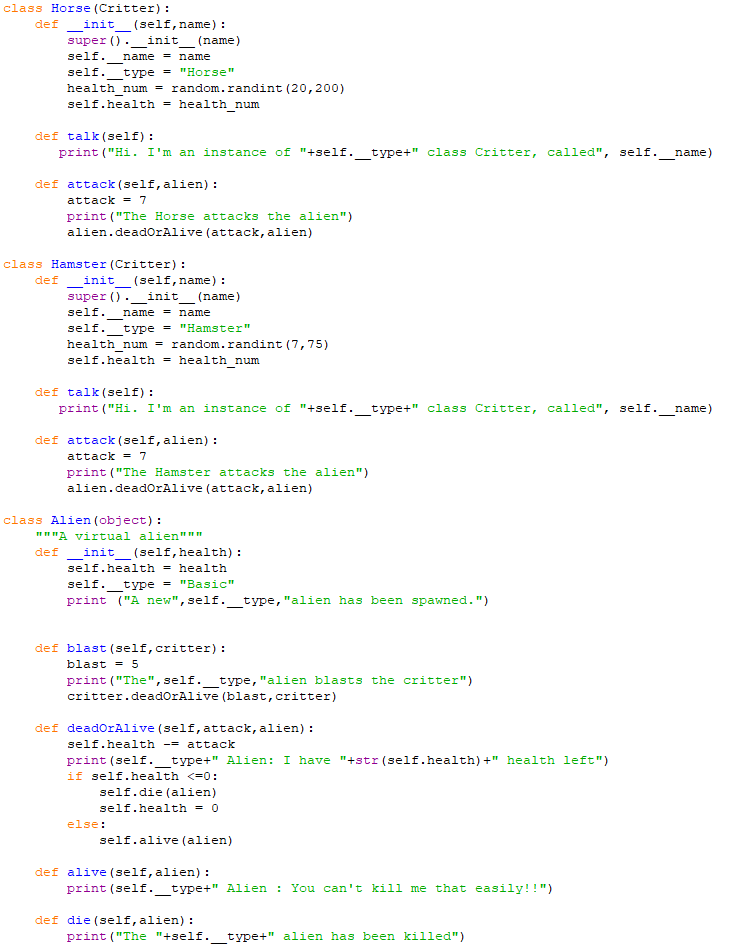 class Horse(Critter):
    def __init__(self,name):
        super().__init__(name)
        self.__name = name
        self.__type = "Horse"
        health_num = random.randint(20,200)
        self.health = health_num

    def talk(self):
       print("Hi. I'm an instance of "+self.__type+" class Critter, called", self.__name)

    def attack(self,alien):
        attack = 7
        print("The Horse attacks the alien")
        alien.deadOrAlive(attack,alien)

class Hamster(Critter):
    def __init__(self,name):
        super().__init__(name)
        self.__name = name
        self.__type = "Hamster"
        health_num = random.randint(7,75)
        self.health = health_num

    def talk(self):
       print("Hi. I'm an instance of "+self.__type+" class Critter, called", self.__name)

    def attack(self,alien):
        attack = 7
        print("The Hamster attacks the alien")
        alien.deadOrAlive(attack,alien)

class Alien(object):
    """A virtual alien"""
    def __init__(self,health):
        self.health = health
        self.__type = "Basic"
        print ("A new",self.__type,"alien has been spawned.")


    def blast(self,critter):
        blast = 5
        print("The",self.__type,"alien blasts the critter")
        critter.deadOrAlive(blast,critter)

    def deadOrAlive(self,attack,alien):
        self.health -= attack
        print(self.__type+" Alien: I have "+str(self.health)+" health left")
        if self.health <=0:
            self.die(alien)
            self.health = 0
        else:
            self.alive(alien)

    def alive(self,alien):
        print(self.__type+" Alien : You can't kill me that easily!!")

    def die(self,alien):
        print("The "+self.__type+" alien has been killed")